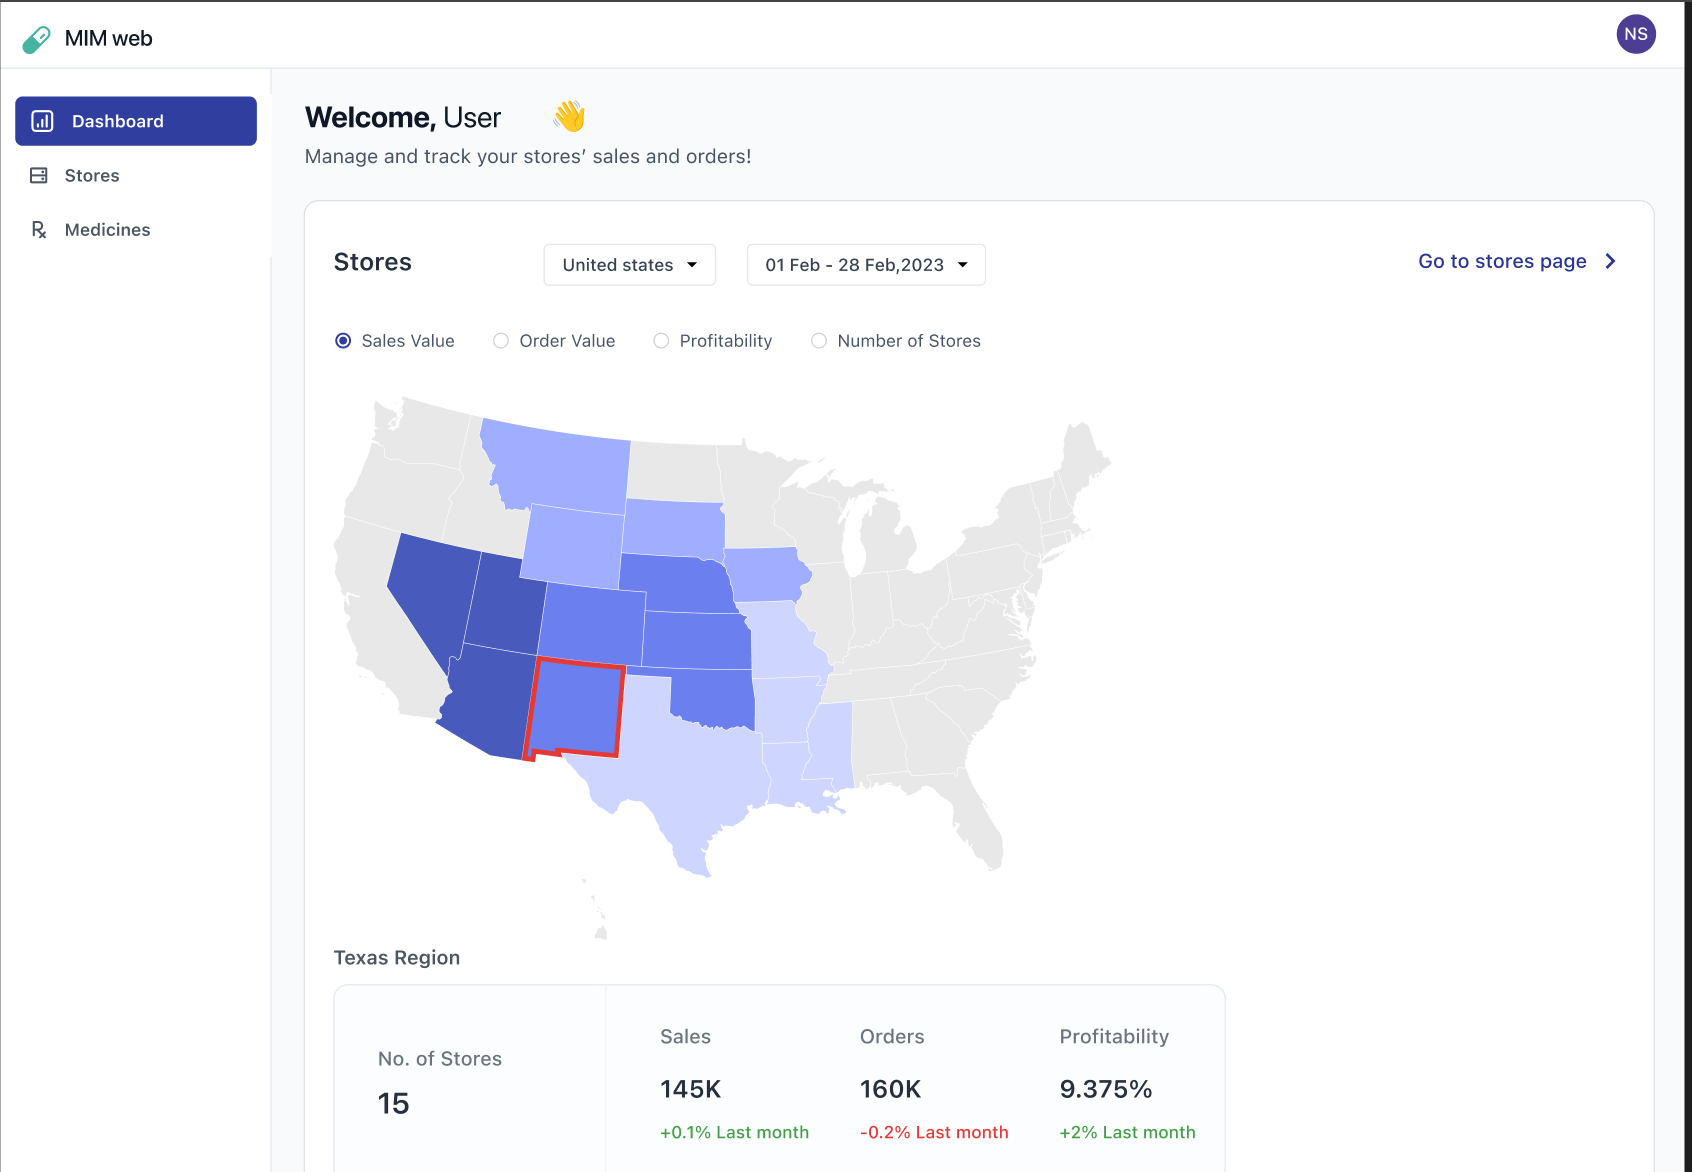 MIM web
NS
Dashboard
Stores
Medicines
Welcome, User 👋
Manage and track your stores’ sales and orders!
Stores
United states
01 Feb - 28 Feb,2023
Go to stores page
Sales Value
Order Value
Profitability
Number of Stores
Texas Region
No. of Stores
15
Sales
145K
+0.1% Last month
Orders
160K
-0.2% Last month
Profitability
9.375%
+2% Last month